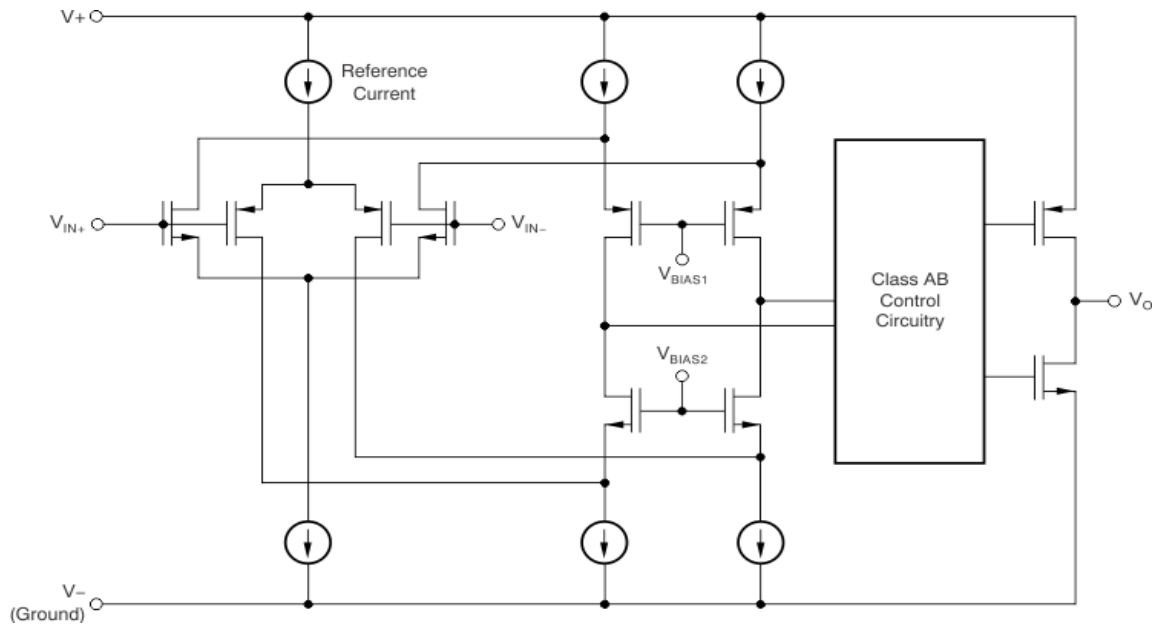 V+
Reference
Current
VIN+
VIN−
VBIAS1
Class AB
Control
Circuitry
VO
VBIAS2
V−
(Ground)